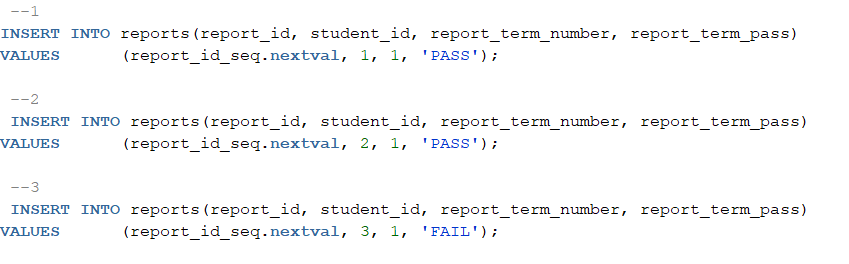 --1
INSERT INTO reports(report_id, student_id, report_term_number, report_term_pass)
VALUES (report_id_seq.nextval, 1, 1, 'PASS');
--2
INSERT INTO reports(report_id, student_id, report_term_number, report_term_pass)
VALUES (report_id_seq.nextval, 2, 1, 'PASS');
--3
INSERT INTO reports(report_id, student_id, report_term_number, report_term_pass)
VALUES (report_id_seq.nextval, 3, 1, 'FAIL');